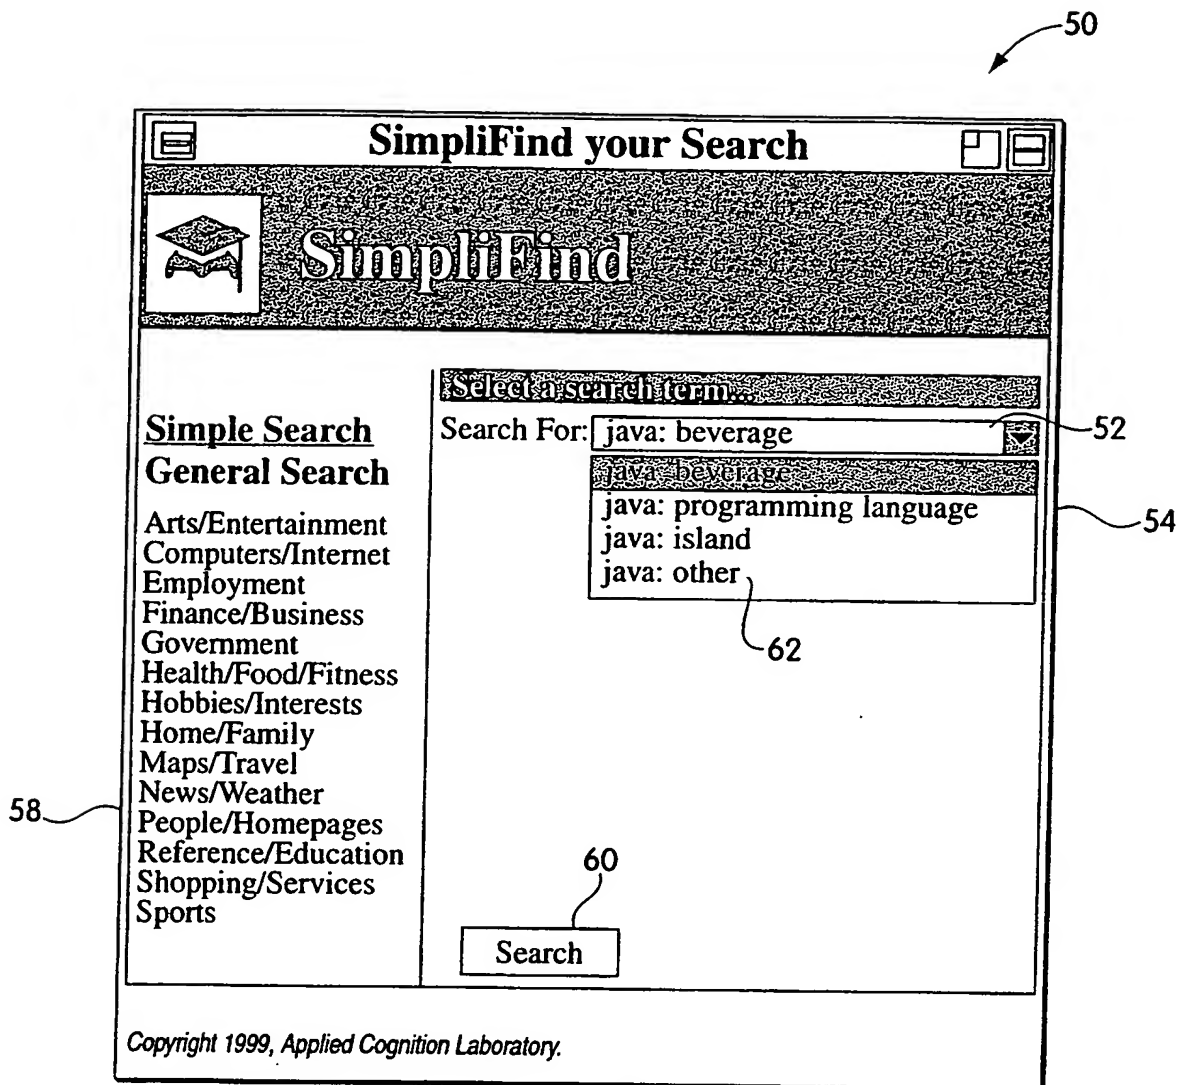 50
SimpliFind your Search
SimpliFind
Select a search term...
Search For: java: beverage
52
java: beverage
java: programming language
java: island
java: other
54
62
Simple Search
General Search
Arts/Entertainment
Computers/Internet
Employment
Finance/Business
Government
Health/Food/Fitness
Hobbies/Interests
Home/Family
Maps/Travel
News/Weather
People/Homepages
Reference/Education
Shopping/Services
Sports
58
60
Search
Copyright 1999, Applied Cognition Laboratory.